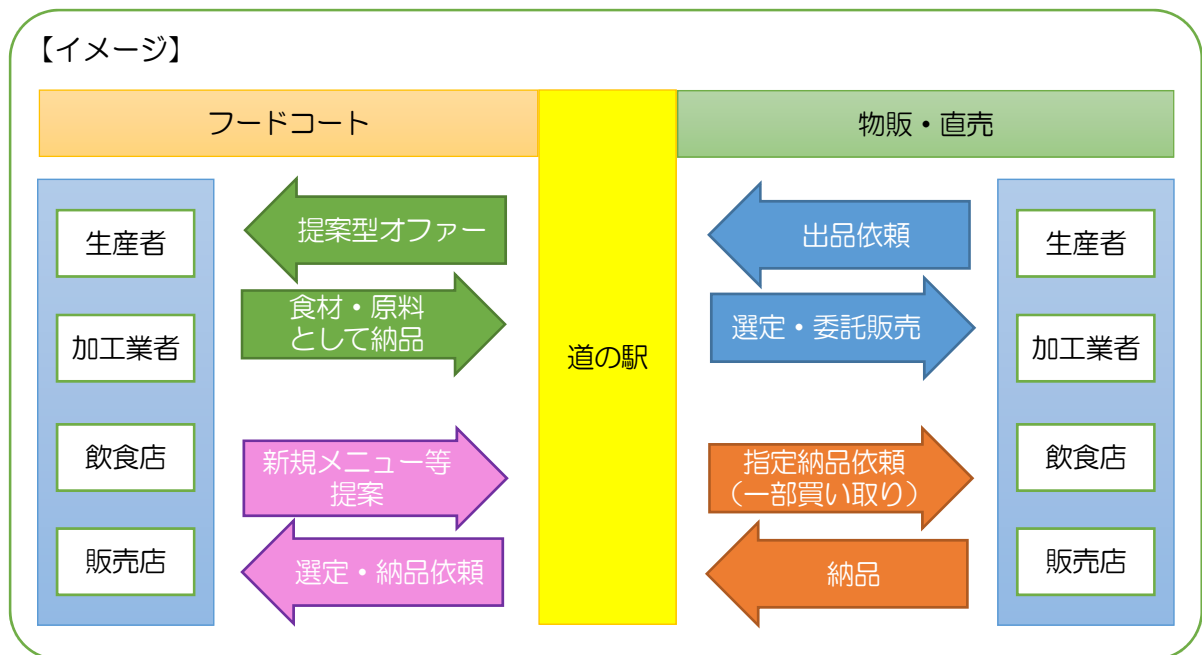 【イメージ】
フードコート
物販・直売
道の駅
生産者
加工業者
飲食店
販売店
提案型オファー
食材・原料
として納品
新規メニュー等
提案
選定・納品依頼
出品依頼
選定・委託販売
指定納品依頼
（一部買い取り）
納品
生産者
加工業者
飲食店
販売店